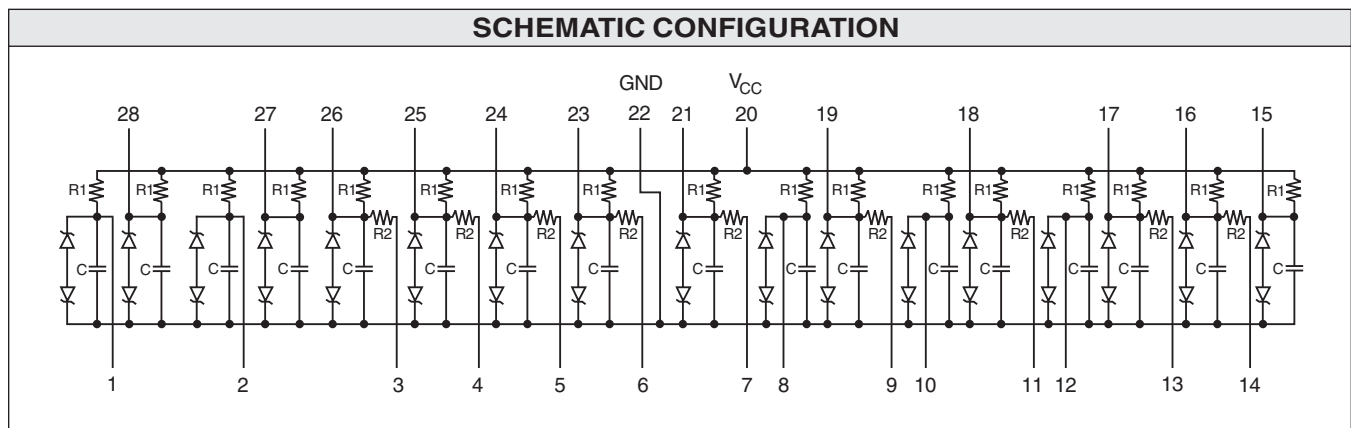 SCHEMATIC CONFIGURATION
GND V_CC
28 27 26 25 24 23 22 21 20 19 18 17 16 15
R1 R1 R1 R1 R1 R1 R1 R1 R1 R1 R1 R1 R1 R1 R1 R1 R1
R2 R2 R2 R2 R2 R2 R2 R2 R2
C C C C C C C C C C C C C C C C C
1 2 3 4 5 6 7 8 9 10 11 12 13 14